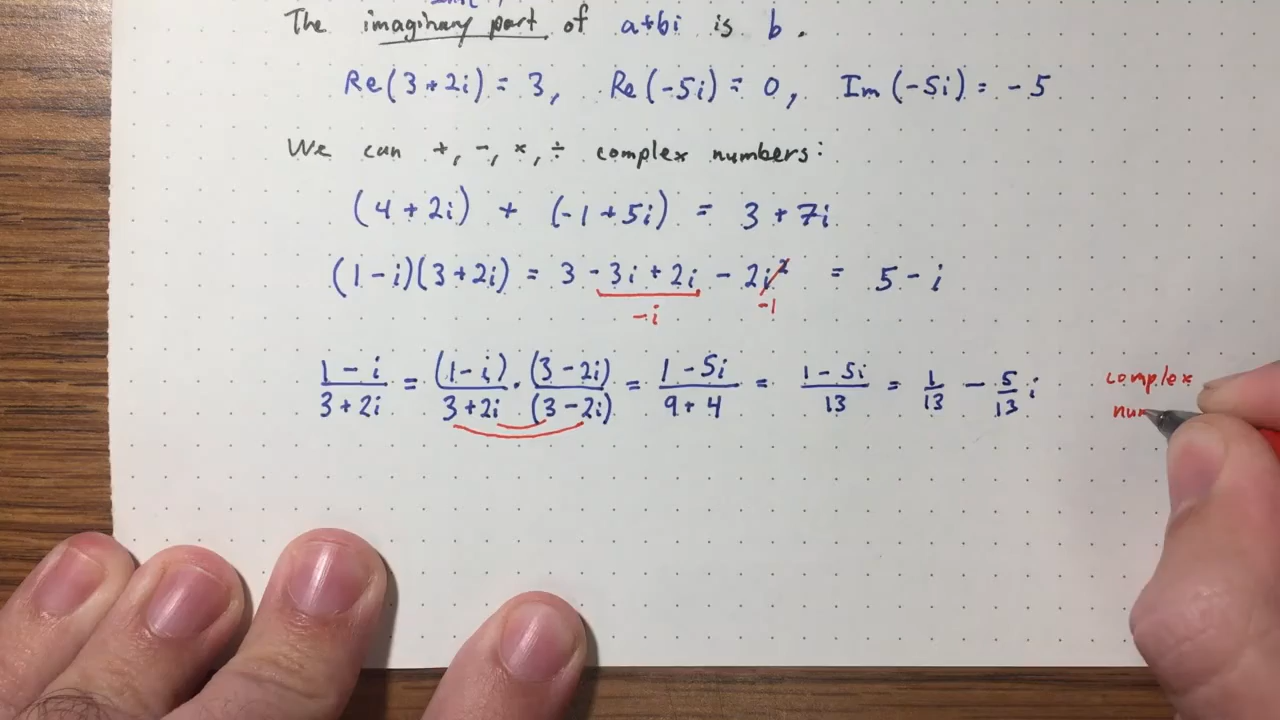 The imaginary part of a+bi is b.
Re(3+2i) = 3, Re(-5i) = 0, Im(-5i) = -5
We can +, -, ×, ÷ complex numbers:
(4+2i) + (-1+5i) = 3+7i
(1-i)(3+2i) = 3 - 3i + 2i - 2i² = 5 - i
-i -1
1-i / 3+2i = (1-i) / 3+2i · (3-2i) / (3-2i) = 1-5i / 9+4 = 1-5i / 13 = 1/13 - 5/13 i
complex
num